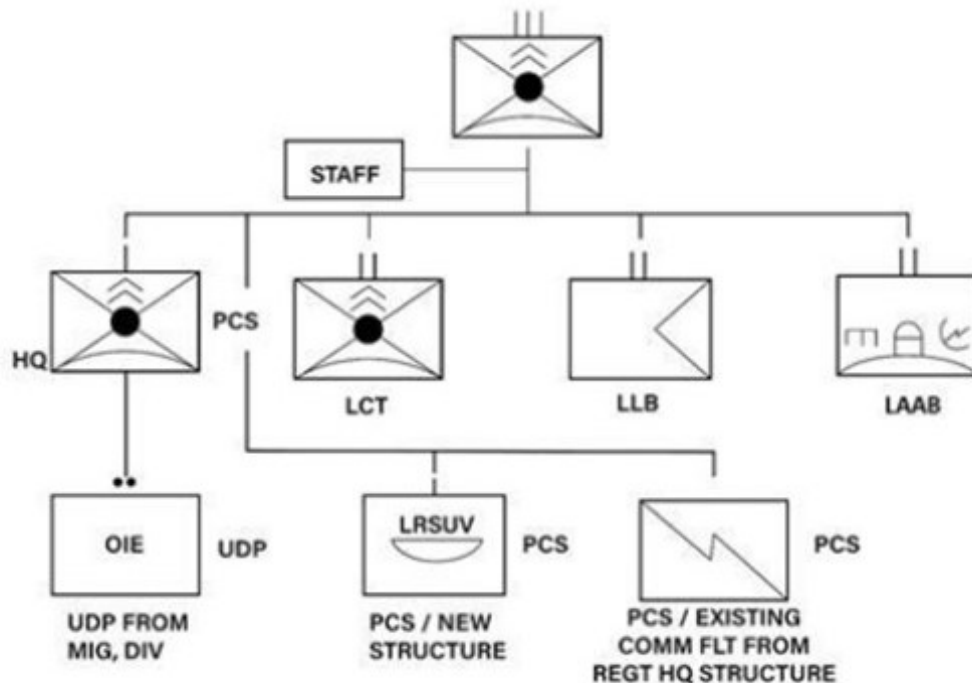 STAFF
HQ
PCS
LCT
LLB
LAAB
OIE
UDP
LRSUV
PCS
PCS
UDP FROM
MIG, DIV
PCS / NEW
STRUCTURE
PCS / EXISTING
COMM FLT FROM
REGT HQ STRUCTURE